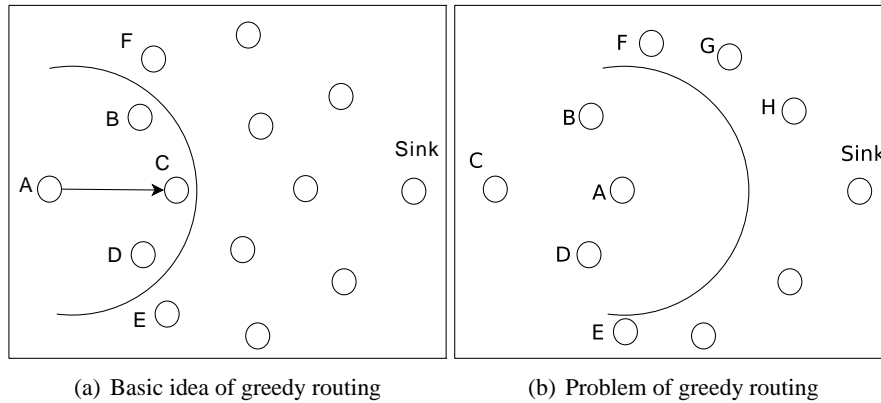 F
B
A
C
Sink
D
E
F
G
B
H
C
A
Sink
D
E
(a) Basic idea of greedy routing
(b) Problem of greedy routing